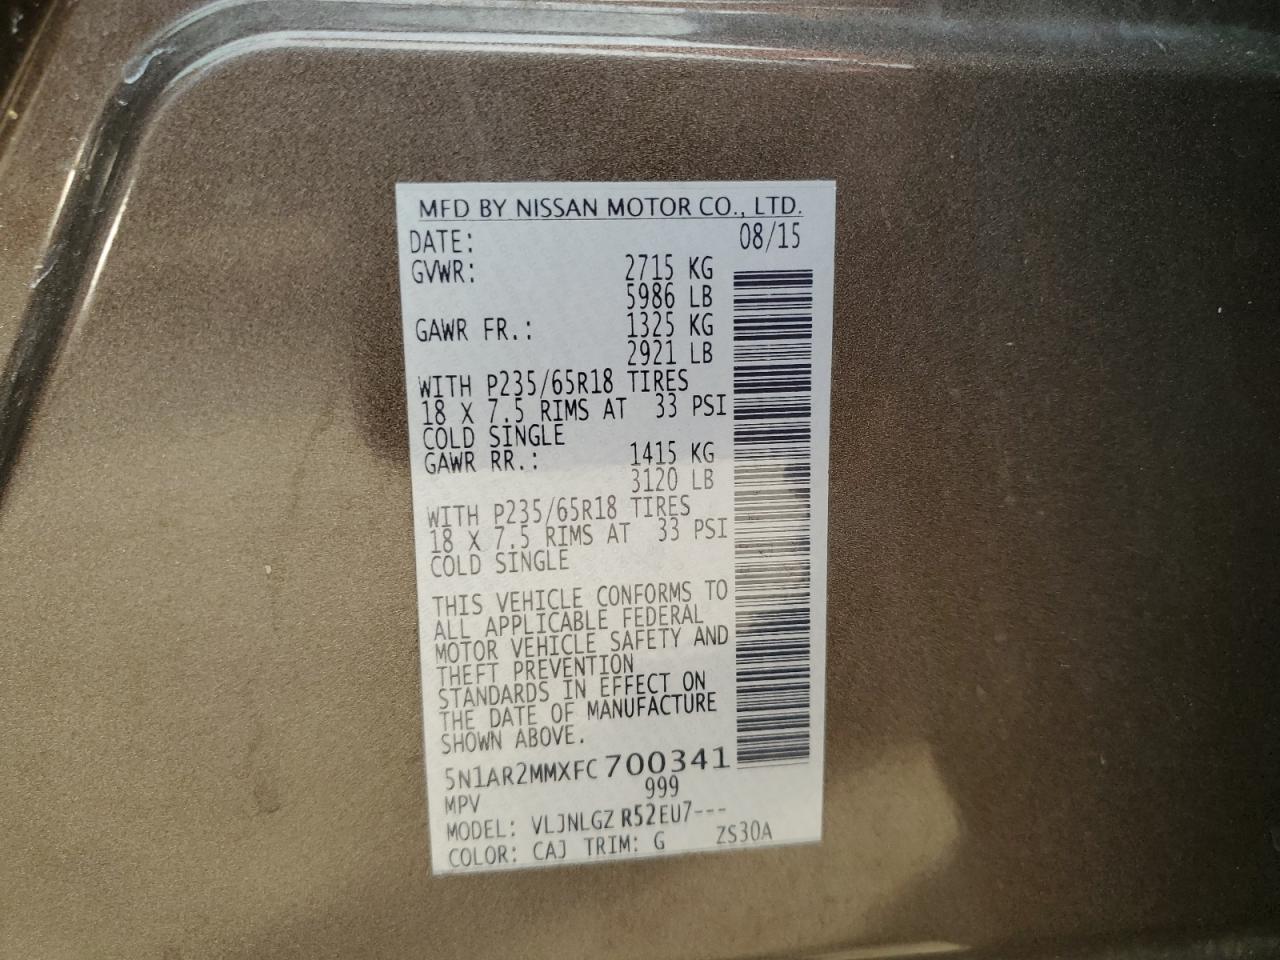 MFD BY NISSAN MOTOR CO., LTD.
DATE: 08/15
GVWR: 2715 KG
5986 LB
GAWR FR.: 1325 KG
2921 LB
WITH P235/65R18 TIRES
18 X 7.5 RIMS AT 33 PSI
COLD SINGLE
GAWR RR.: 1415 KG
3120 LB
WITH P235/65R18 TIRES
18 X 7.5 RIMS AT 33 PSI
COLD SINGLE
THIS VEHICLE CONFORMS TO
ALL APPLICABLE FEDERAL
MOTOR VEHICLE SAFETY AND
THEFT PREVENTION
STANDARDS IN EFFECT ON
THE DATE OF MANUFACTURE
SHOWN ABOVE.
5N1AR2MMXFC700341
MPV 999
MODEL: VLJNLGZ R52EU7---
COLOR: CAJ TRIM: G ZS30A